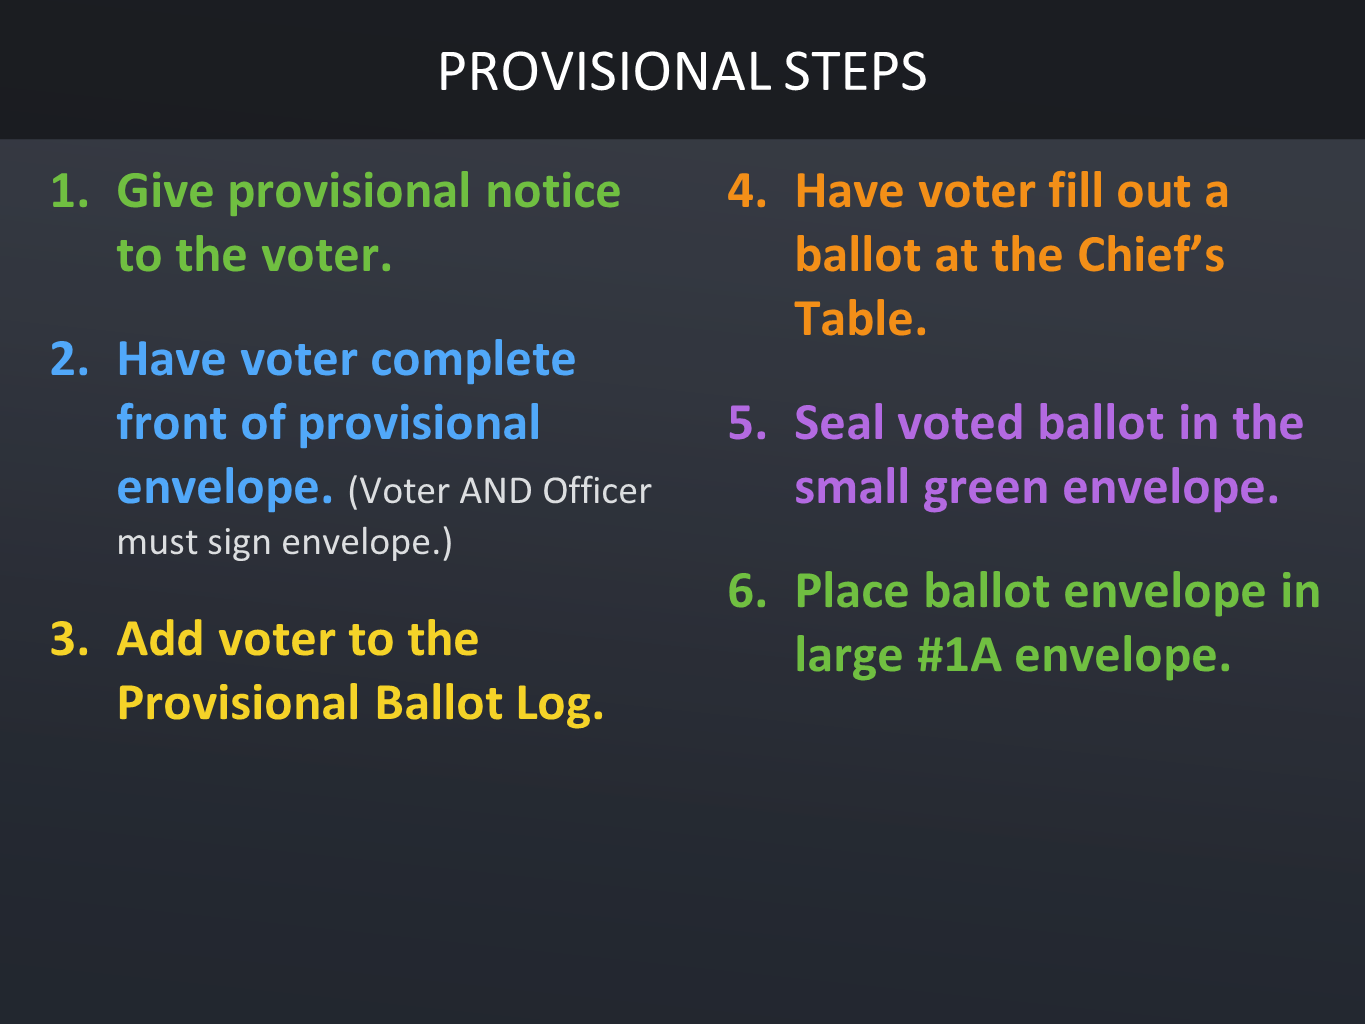 PROVISIONAL STEPS
1. Give provisional notice
to the voter.
2. Have voter complete
front of provisional
envelope. (Voter AND Officer
must sign envelope.)
3. Add voter to the
Provisional Ballot Log.
4. Have voter fill out a
ballot at the Chief’s
Table.
5. Seal voted ballot in the
small green envelope.
6. Place ballot envelope in
large #1A envelope.